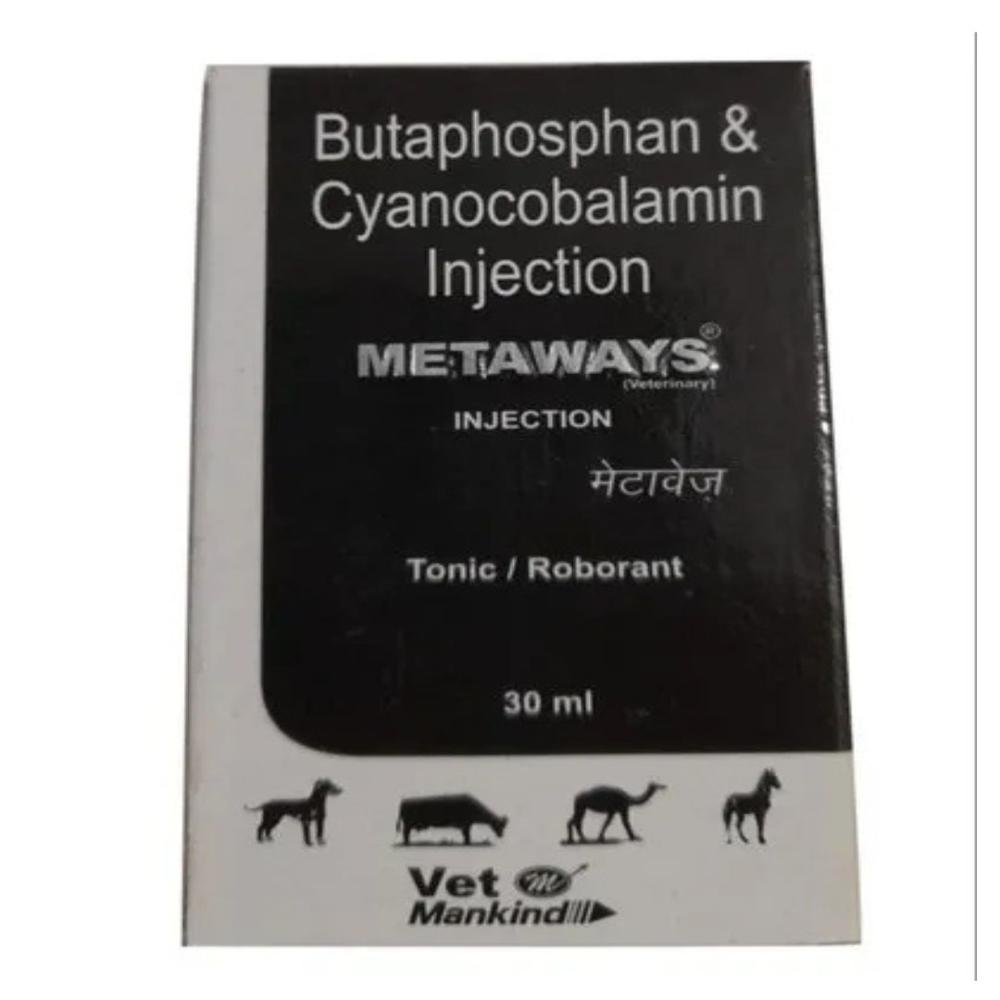 Butaphosphan &
Cyanocobalamin
Injection
METAWAYS®
(Veterinary)
INJECTION
मेटावेज़
Tonic / Roborant
30 ml
Vet
Mankind